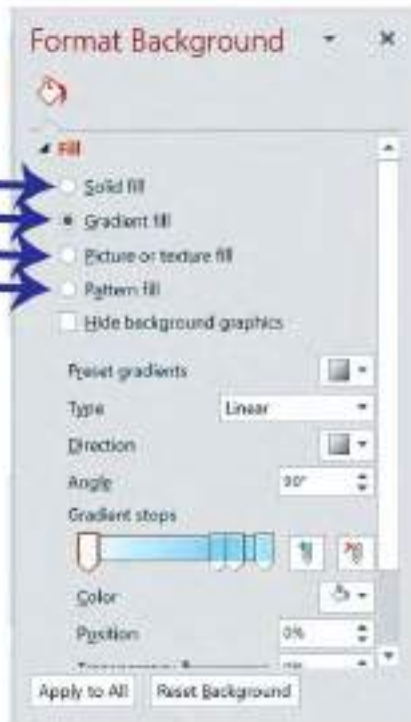 Format Background
Fill
Solid fill
Gradient fill
Picture or texture fill
Pattern fill
Hide background graphics
Preset gradients
Type Linear
Direction
Angle 90°
Gradient stops
Color
Position 0%
Apply to All Reset Background